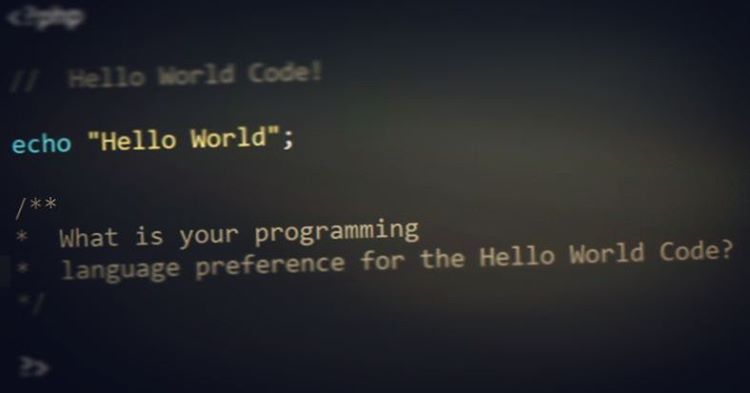 <?php
//  Hello World Code!
echo "Hello World";
/**
*  What is your programming
*  language preference for the Hello World Code?
*/
?>